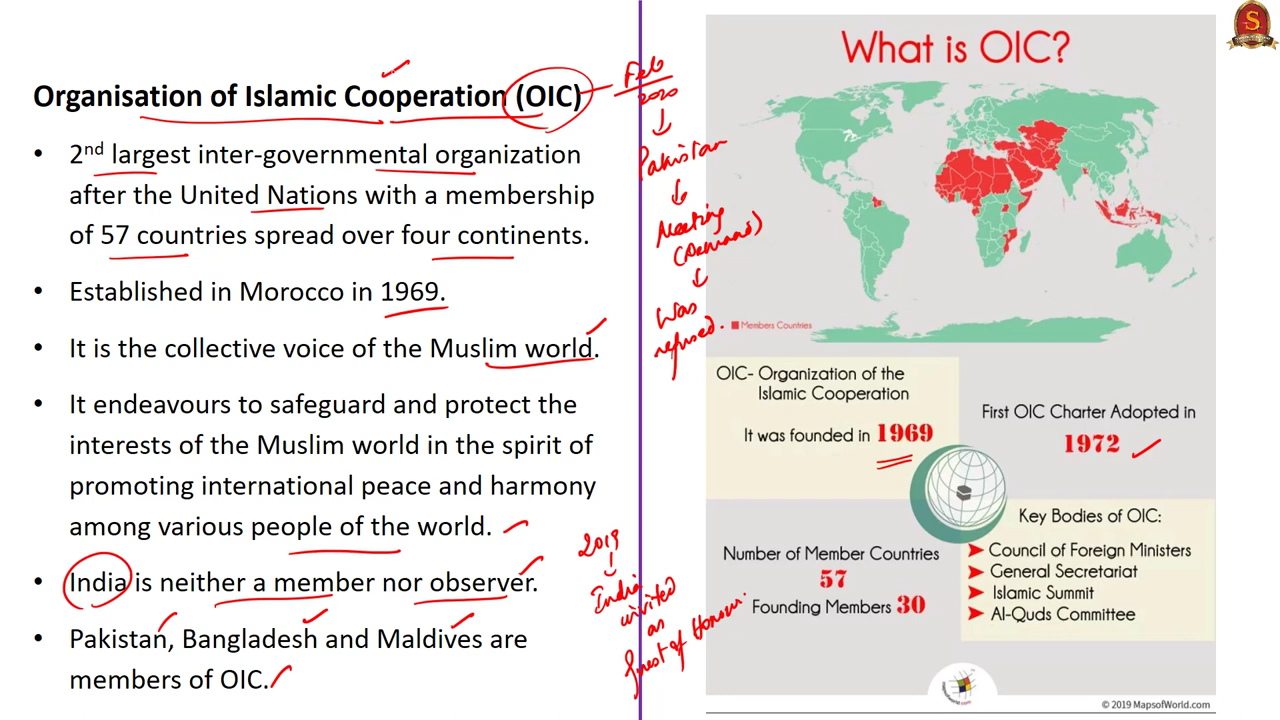 Organisation of Islamic Cooperation (OIC)
• 2nd largest inter-governmental organization
after the United Nations with a membership
of 57 countries spread over four continents.
• Established in Morocco in 1969.
• It is the collective voice of the Muslim world.
• It endeavours to safeguard and protect the
interests of the Muslim world in the spirit of
promoting international peace and harmony
among various people of the world.
• India is neither a member nor observer.
• Pakistan, Bangladesh and Maldives are
members of OIC.
Feb
2020
Pakistan
Meeting
(Demand)
Was
refused.
2019
India
invited
as
Guest of Honour.
What is OIC?
Members Countries
OIC- Organization of the
Islamic Cooperation
It was founded in 1969
First OIC Charter Adopted in
1972
Number of Member Countries
57
Founding Members 30
Key Bodies of OIC:
Council of Foreign Ministers
General Secretariat
Islamic Summit
Al-Quds Committee
mapsofworld.com
© 2019 MapsofWorld.com
S